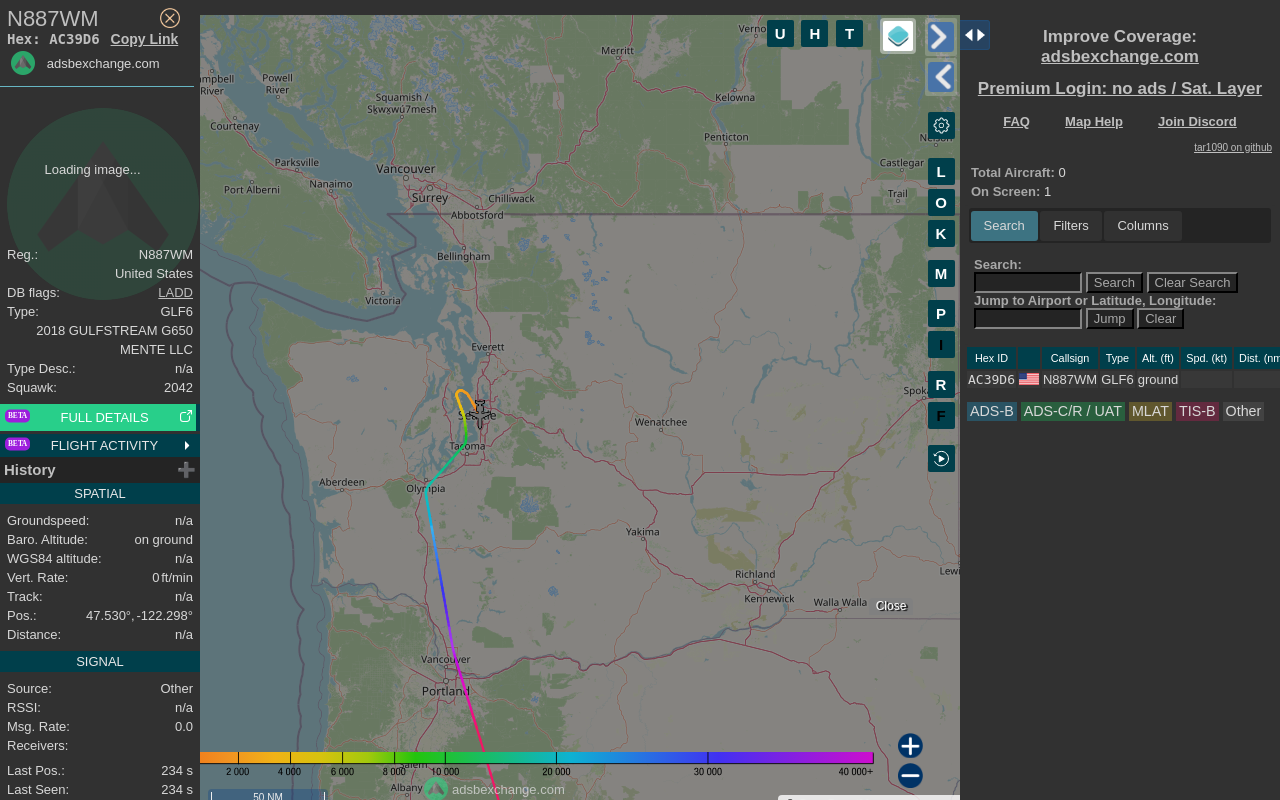 N887WM
Hex: AC39D6 Copy Link
adsbexchange.com
Loading image...
Reg.: N887WM
United States
DB flags: LADD
Type: GLF6
2018 GULFSTREAM G650
MENTE LLC
Type Desc.: n/a
Squawk: 2042
BETA FULL DETAILS
BETA FLIGHT ACTIVITY
History
SPATIAL
Groundspeed: n/a
Baro. Altitude: on ground
WGS84 altitude: n/a
Vert. Rate: 0 ft/min
Track: n/a
Pos.: 47.530°, -122.298°
Distance: n/a
SIGNAL
Source: Other
RSSI: n/a
Msg. Rate: 0.0
Receivers:
Last Pos.: 234 s
Last Seen: 234 s
U H T
L
O
K
M
P
I
R
F
Merritt
Powell
River
Squamish /
Sḵwx̱wú7mesh
Kelowna
Courtenay
Penticton
Parksville
Vancouver
Castlegar
Port Alberni
Nanaimo
Surrey
Chilliwack
Trail
Abbotsford
Bellingham
Victoria
Everett
Wenatchee
Tacoma
Aberdeen
Olympia
Yakima
Richland
Kennewick
Walla Walla
Close
Vancouver
Portland
2 000 4 000 6 000 8 000 10 000 20 000 30 000 40 000+
Salem
Albany
adsbexchange.com
50 NM
Improve Coverage:
adsbexchange.com
Premium Login: no ads / Sat. Layer
FAQ Map Help Join Discord
tar1090 on github
Total Aircraft: 0
On Screen: 1
Search Filters Columns
Search:
Search Clear Search
Jump to Airport or Latitude, Longitude:
Jump Clear
Hex ID Callsign Type Alt. (ft) Spd. (kt) Dist. (nm
AC39D6 N887WM GLF6 ground
ADS-B ADS-C/R / UAT MLAT TIS-B Other